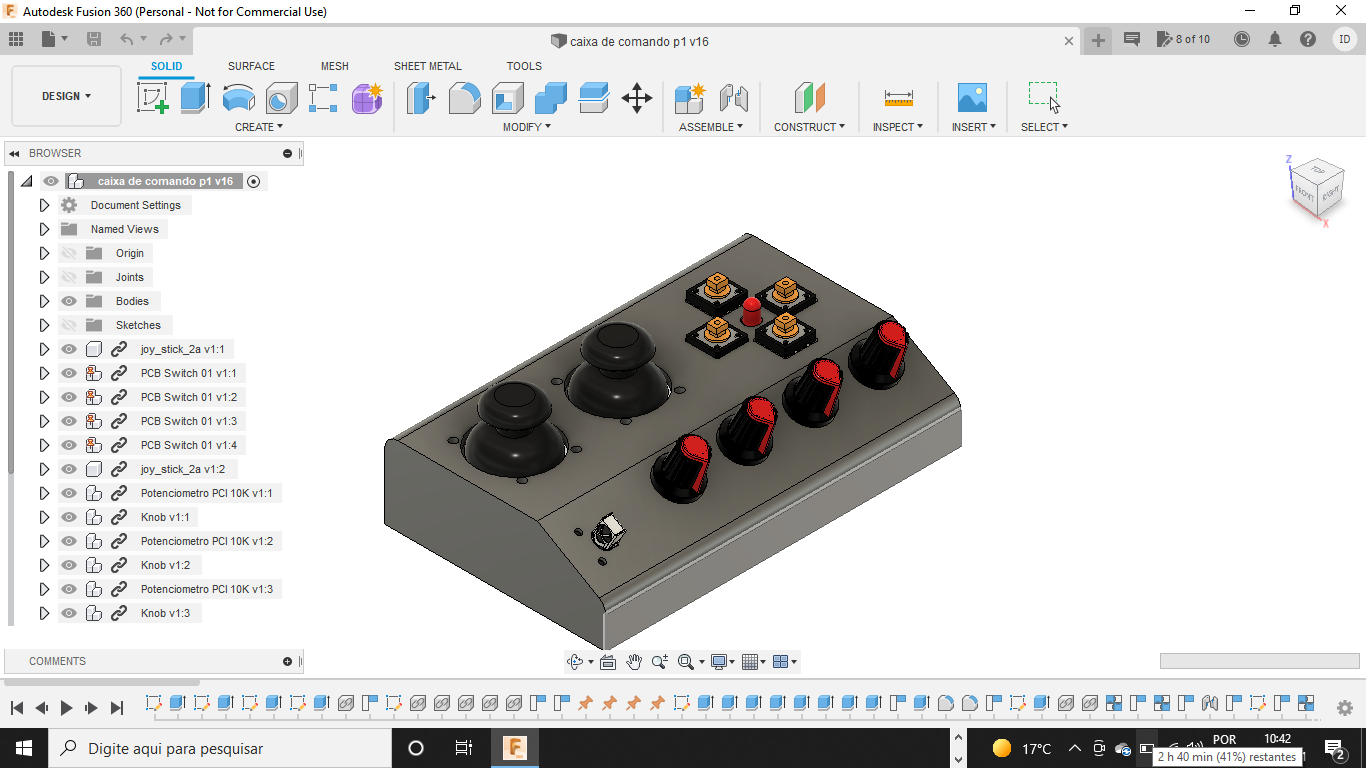 Autodesk Fusion 360 (Personal - Not for Commercial Use)
caixa de comando p1 v16
8 of 10
ID
DESIGN
SOLID
SURFACE
MESH
SHEET METAL
TOOLS
CREATE
MODIFY
ASSEMBLE
CONSTRUCT
INSPECT
INSERT
SELECT
BROWSER
caixa de comando p1 v16
Document Settings
Named Views
Origin
Joints
Bodies
Sketches
joy_stick_2a v1:1
PCB Switch 01 v1:1
PCB Switch 01 v1:2
PCB Switch 01 v1:3
PCB Switch 01 v1:4
joy_stick_2a v1:2
Potenciometro PCI 10K v1:1
Knob v1:1
Potenciometro PCI 10K v1:2
Knob v1:2
Potenciometro PCI 10K v1:3
Knob v1:3
Z
TOP
FRONT
RIGHT
X
COMMENTS
Digite aqui para pesquisar
17°C
POR
10:42
2 h 40 min (41%) restantes
2